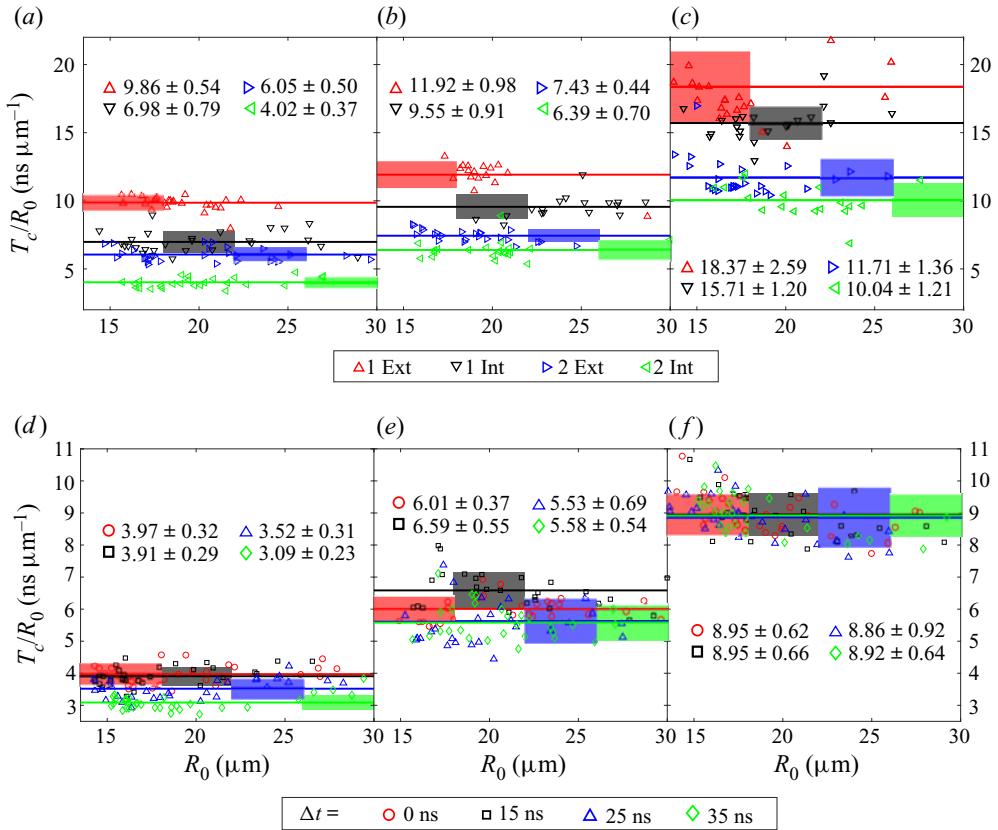 (a) (b) (c)
20
15
10
5
T_c/R_0 (ns μm⁻¹)
△ 9.86 ± 0.54 ▷ 6.05 ± 0.50
▽ 6.98 ± 0.79 ◁ 4.02 ± 0.37
△ 11.92 ± 0.98 ▷ 7.43 ± 0.44
▽ 9.55 ± 0.91 ◁ 6.39 ± 0.70
△ 18.37 ± 2.59 ▷ 11.71 ± 1.36
▽ 15.71 ± 1.20 ◁ 10.04 ± 1.21
20
15
10
5
15 20 25 30 15 20 25 30 15 20 25 30
△ 1 Ext ▽ 1 Int ▷ 2 Ext ◁ 2 Int
(d) (e) (f)
11
10
9
8
7
6
5
4
3
T_c/R_0 (ns μm⁻¹)
○ 3.97 ± 0.32 △ 3.52 ± 0.31
□ 3.91 ± 0.29 ◇ 3.09 ± 0.23
○ 6.01 ± 0.37 △ 5.53 ± 0.69
□ 6.59 ± 0.55 ◇ 5.58 ± 0.54
○ 8.95 ± 0.62 △ 8.86 ± 0.92
□ 8.95 ± 0.66 ◇ 8.92 ± 0.64
11
10
9
8
7
6
5
4
3
15 20 25 30 15 20 25 30 15 20 25 30
R_0 (μm) R_0 (μm) R_0 (μm)
Δt = ○ 0 ns □ 15 ns △ 25 ns ◇ 35 ns